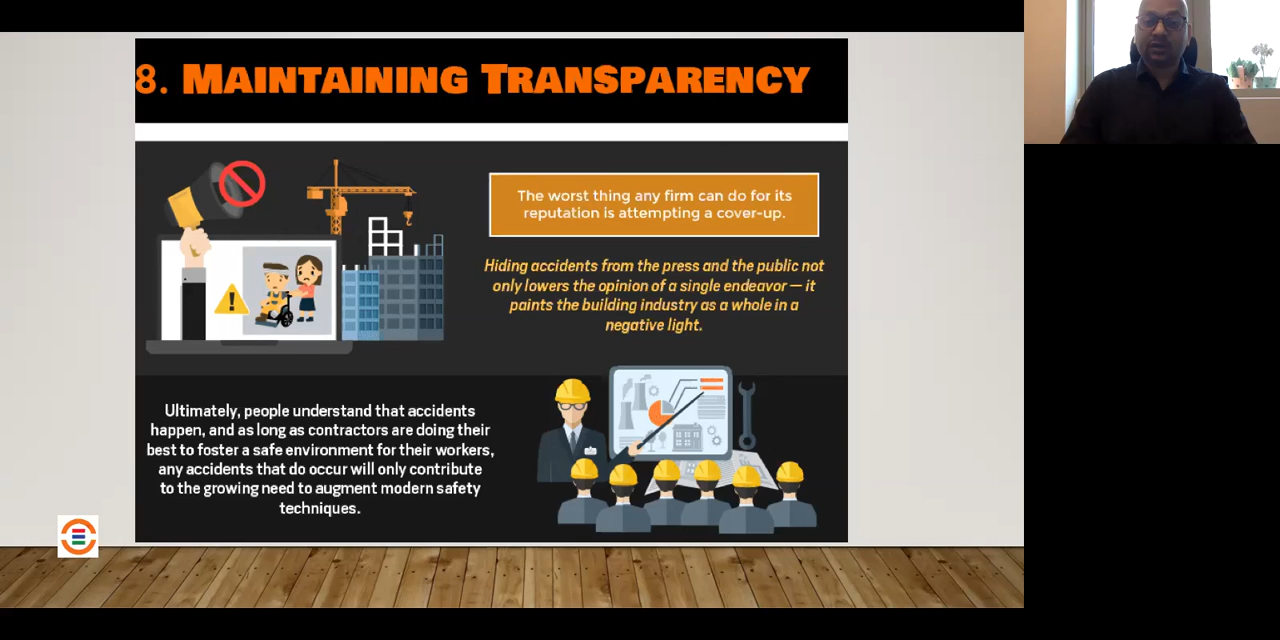 8. MAINTAINING TRANSPARENCY
The worst thing any firm can do for its
reputation is attempting a cover-up.
Hiding accidents from the press and the public not
only lowers the opinion of a single endeavor — it
paints the building industry as a whole in a
negative light.
Ultimately, people understand that accidents
happen, and as long as contractors are doing their
best to foster a safe environment for their workers,
any accidents that do occur will only contribute
to the growing need to augment modern safety
techniques.